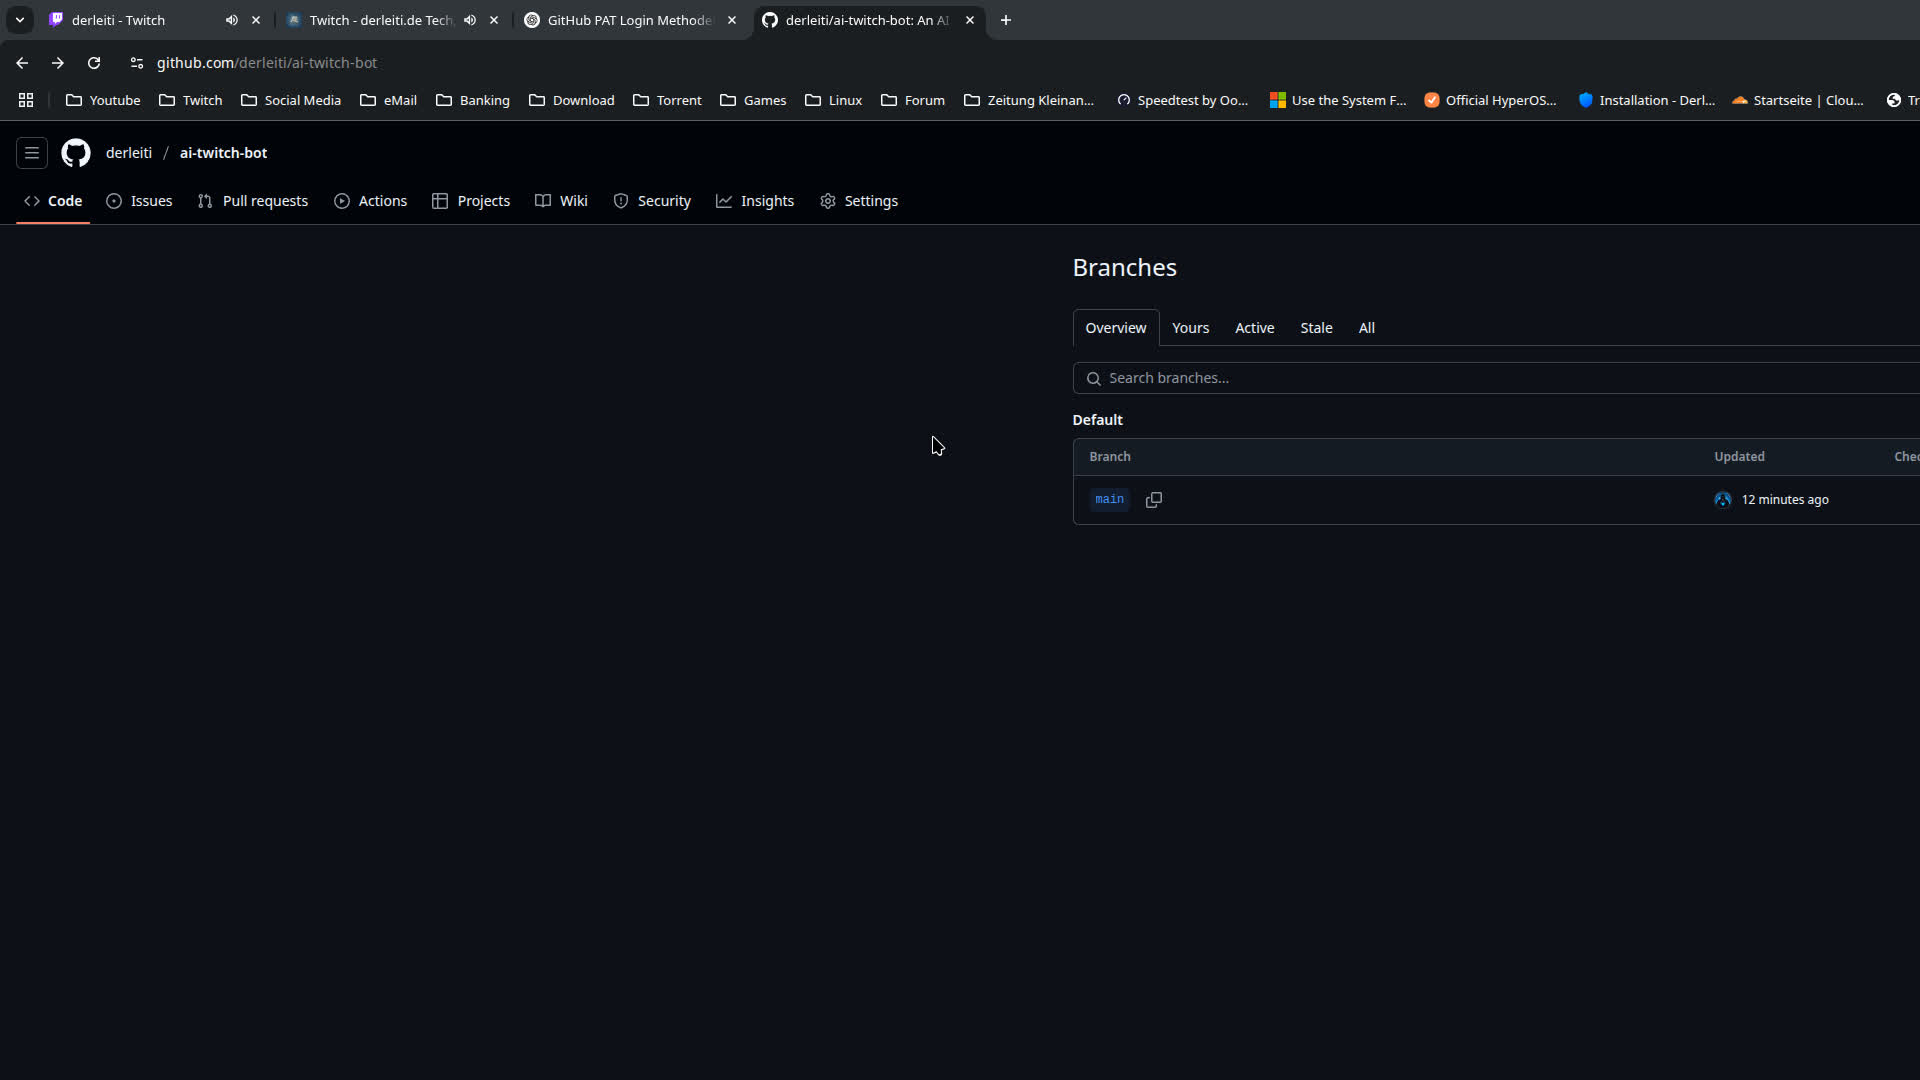 derleiti - Twitch
Twitch - derleiti.de Tech
GitHub PAT Login Methode
derleiti/ai-twitch-bot: An AI
github.com/derleiti/ai-twitch-bot
Youtube
Twitch
Social Media
eMail
Banking
Download
Torrent
Games
Linux
Forum
Zeitung Kleinan...
Speedtest by Oo...
Use the System F...
Official HyperOS...
Installation - Derl...
Startseite | Clou...
Tr
derleiti / ai-twitch-bot
Code
Issues
Pull requests
Actions
Projects
Wiki
Security
Insights
Settings
Branches
Overview
Yours
Active
Stale
All
Search branches...
Default
Branch
Updated
Chec
main
12 minutes ago